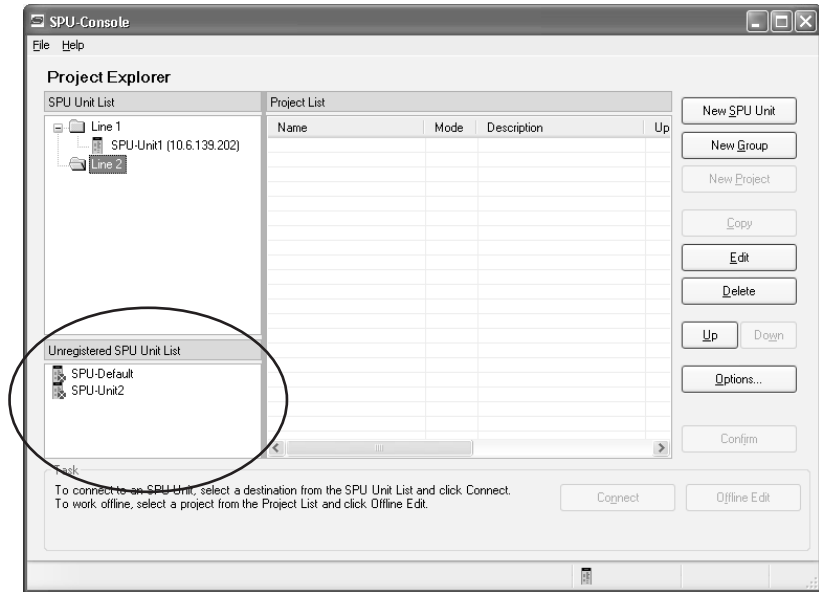 SPU-Console
File Help
Project Explorer
SPU Unit List
Project List
Line 1
SPU-Unit1 (10.6.139.202)
Line 2
Name Mode Description Up
New SPU Unit
New Group
New Project
Copy
Edit
Delete
Up Down
Options...
Confirm
Unregistered SPU Unit List
SPU-Default
SPU-Unit2
Task
To connect to an SPU Unit, select a destination from the SPU Unit List and click Connect.
To work offline, select a project from the Project List and click Offline Edit.
Connect
Offline Edit